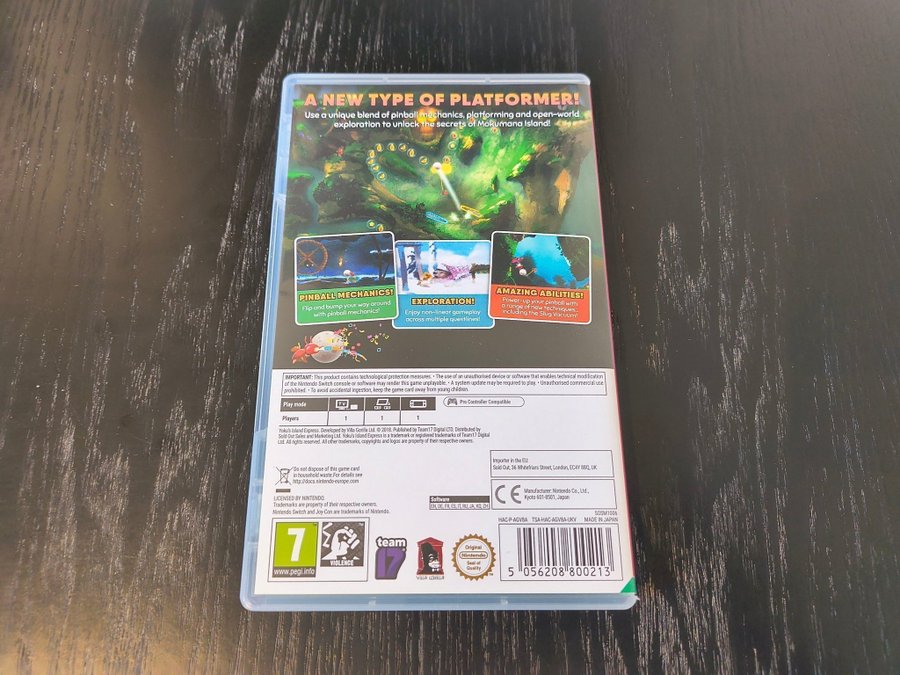 A NEW TYPE OF PLATFORMER!
Use a unique blend of pinball mechanics, platforming and open-world
exploration to unlock the secrets of Mokumana Island!
PINBALL MECHANICS!
Flip and bump your way around
with pinball mechanics!
EXPLORATION!
Enjoy non-linear gameplay
across multiple questlines!
AMAZING ABILITIES!
Power-up your pinball with
a range of new techniques,
including the Slug Vacuum!
IMPORTANT: This product contains technological protection measures. • The use of an unauthorised device or software that enables technical modification
of the Nintendo Switch console or software may render this game unplayable. • A system update may be required to play. • Unauthorised commercial use
prohibited. • To avoid accidental ingestion, keep the game card away from young children.
Play mode
Pro Controller Compatible
Players 1 1 1
Yoku's Island Express. Developed by Villa Gorilla Ltd. © 2018. Published by Team17 Digital LTD. Distributed by
Sold Out Sales and Marketing Ltd. Yoku's Island Express is a trademark or registered trademarks of Team17 Digital
Ltd. All rights reserved. All other trademarks, copyrights and logos are property of their respective owners.
Importer in the EU
Sold Out, 36 Whitefriars Street, London, EC4Y 8BQ, UK
Do not dispose of this game card
in household waste. For details see
http://docs.nintendo-europe.com
CE
Manufacturer: Nintendo Co., Ltd.,
Kyoto 601-8501, Japan
LICENSED BY NINTENDO.
Trademarks are property of their respective owners.
Nintendo Switch and Joy-Con are trademarks of Nintendo.
Software
EN, DE, FR, ES, IT, RU, JA, KO, ZH
SOSM1006
HAC-P-AGVBA TSA-HAC-AGVBA-UKV MADE IN JAPAN
7
www.pegi.info
VIOLENCE
team
17
VILLA GORILLA
Original
Nintendo
Seal of
Quality
5 056208 800213